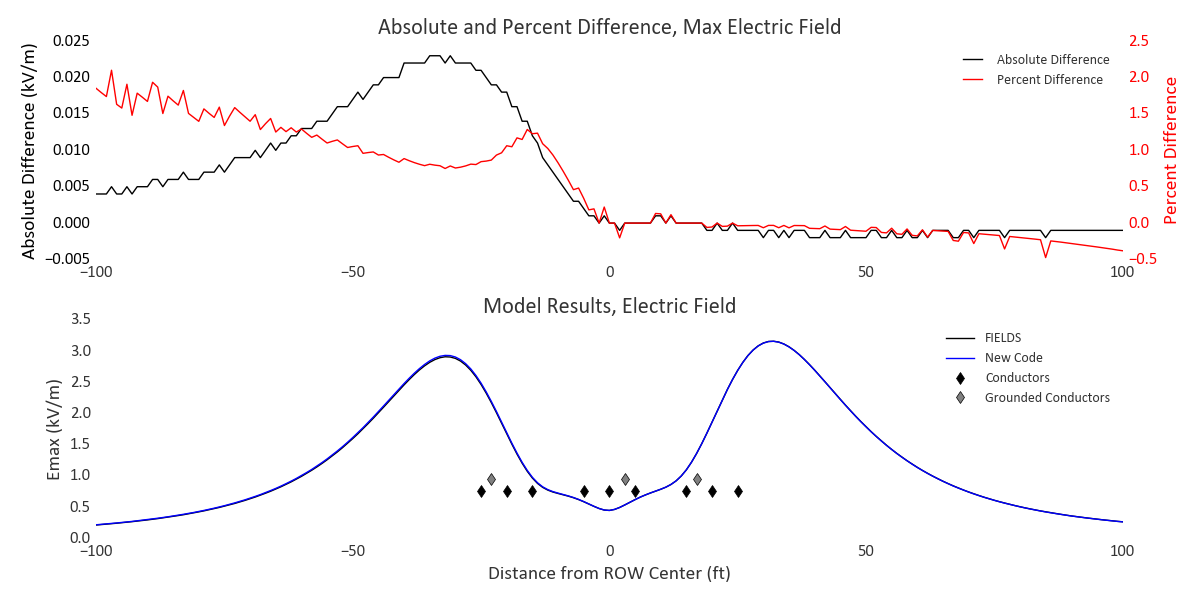 Absolute and Percent Difference, Max Electric Field
Absolute Difference (kV/m)
0.025
0.020
0.015
0.010
0.005
0.000
−0.005
2.5
2.0
1.5
1.0
0.5
0.0
−0.5
Percent Difference
Absolute Difference
Percent Difference
−100
−50
0
50
100
Model Results, Electric Field
Emax (kV/m)
3.5
3.0
2.5
2.0
1.5
1.0
0.5
0.0
FIELDS
New Code
Conductors
Grounded Conductors
−100
−50
0
50
100
Distance from ROW Center (ft)